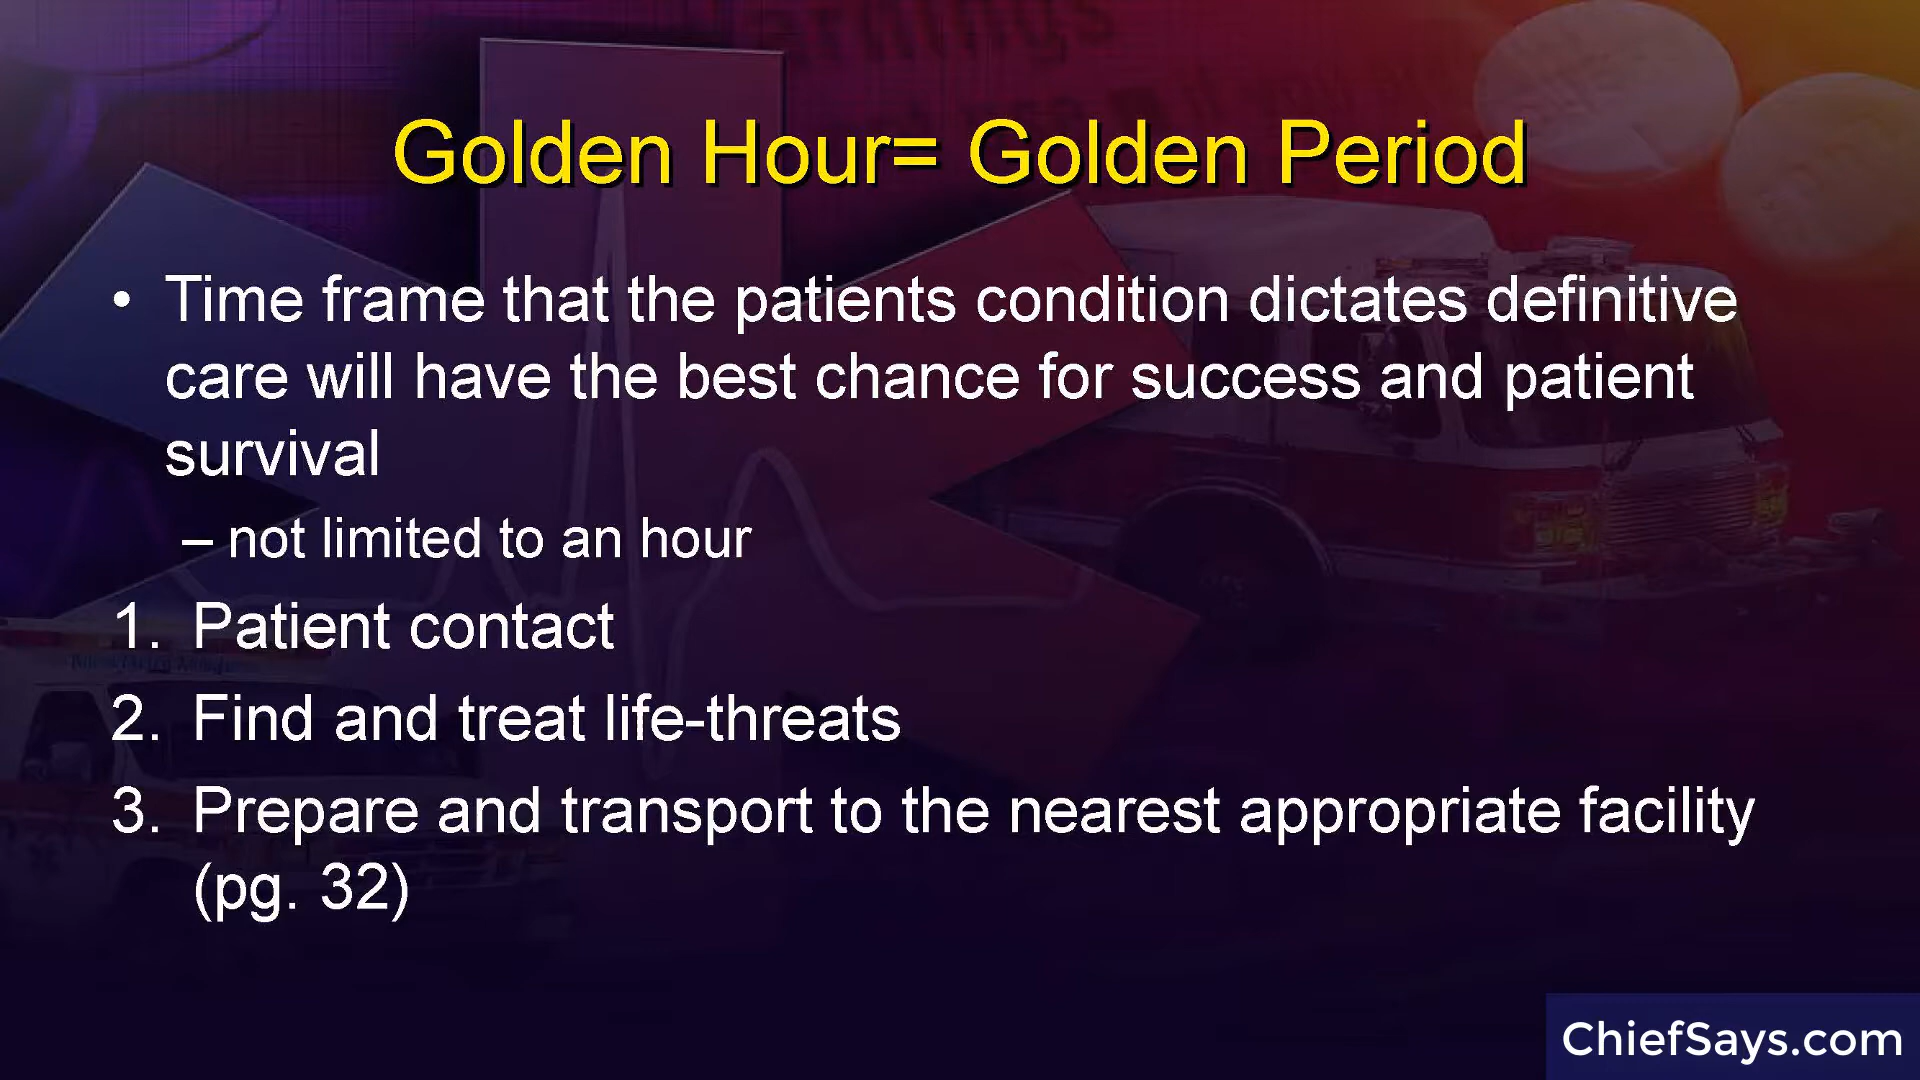 Golden Hour= Golden Period
• Time frame that the patients condition dictates definitive
care will have the best chance for success and patient
survival
– not limited to an hour
1. Patient contact
2. Find and treat life-threats
3. Prepare and transport to the nearest appropriate facility
(pg. 32)
ChiefSays.com